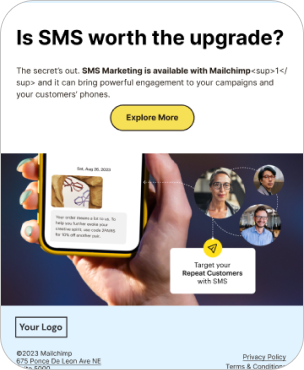 Is SMS worth the upgrade?
The secret's out. SMS Marketing is available with Mailchimp<sup>1</
sup> and it can bring powerful engagement to your campaigns and
your customers' phones.
Explore More
Sat, Aug 26, 2023
Your order means a lot to us. To
help you further evolve your
creative spirit, use code
for 10% off another one.
Target your
Repeat Customers
with SMS
Your Logo
©2023 Mailchimp
675 Ponce De Leon Ave NE
Suite 5000
Privacy Policy
Terms & Conditions